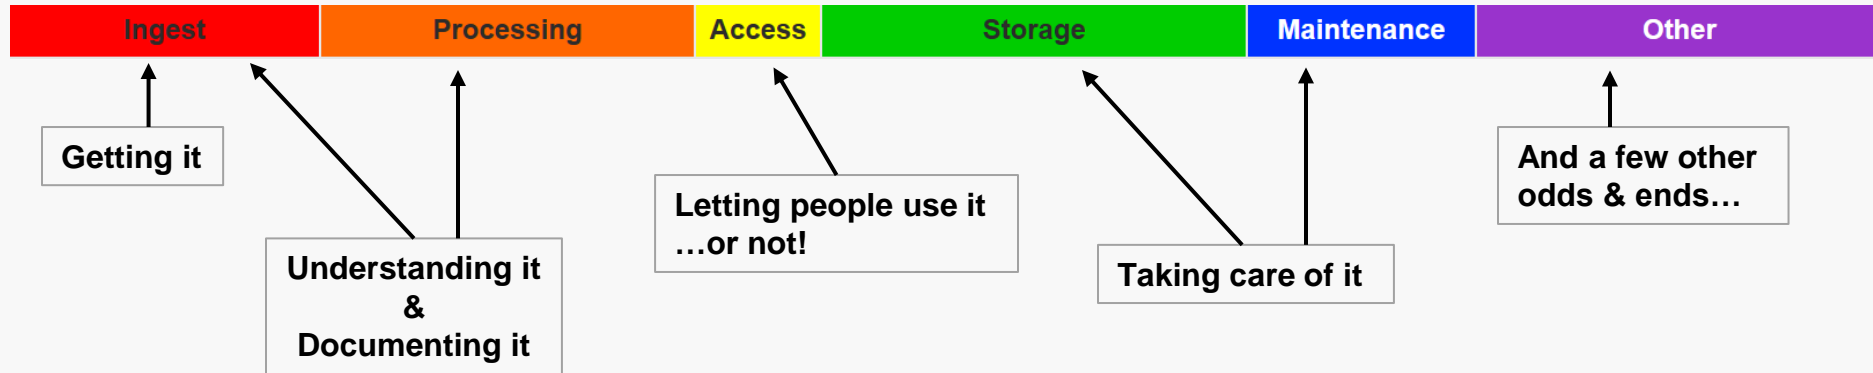 Ingest Processing Access Storage Maintenance Other
Getting it
Understanding it
&
Documenting it
Letting people use it
…or not!
Taking care of it
And a few other
odds & ends…